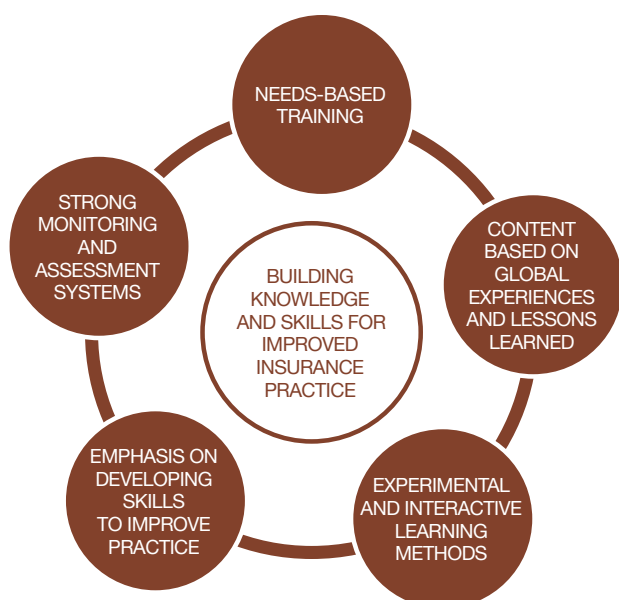 NEEDS-BASED
TRAINING
CONTENT
BASED ON
GLOBAL
EXPERIENCES
AND LESSONS
LEARNED
EXPERIMENTAL
AND INTERACTIVE
LEARNING
METHODS
EMPHASIS ON
DEVELOPING
SKILLS
TO IMPROVE
PRACTICE
STRONG
MONITORING
AND
ASSESSMENT
SYSTEMS
BUILDING
KNOWLEDGE
AND SKILLS FOR
IMPROVED
INSURANCE
PRACTICE